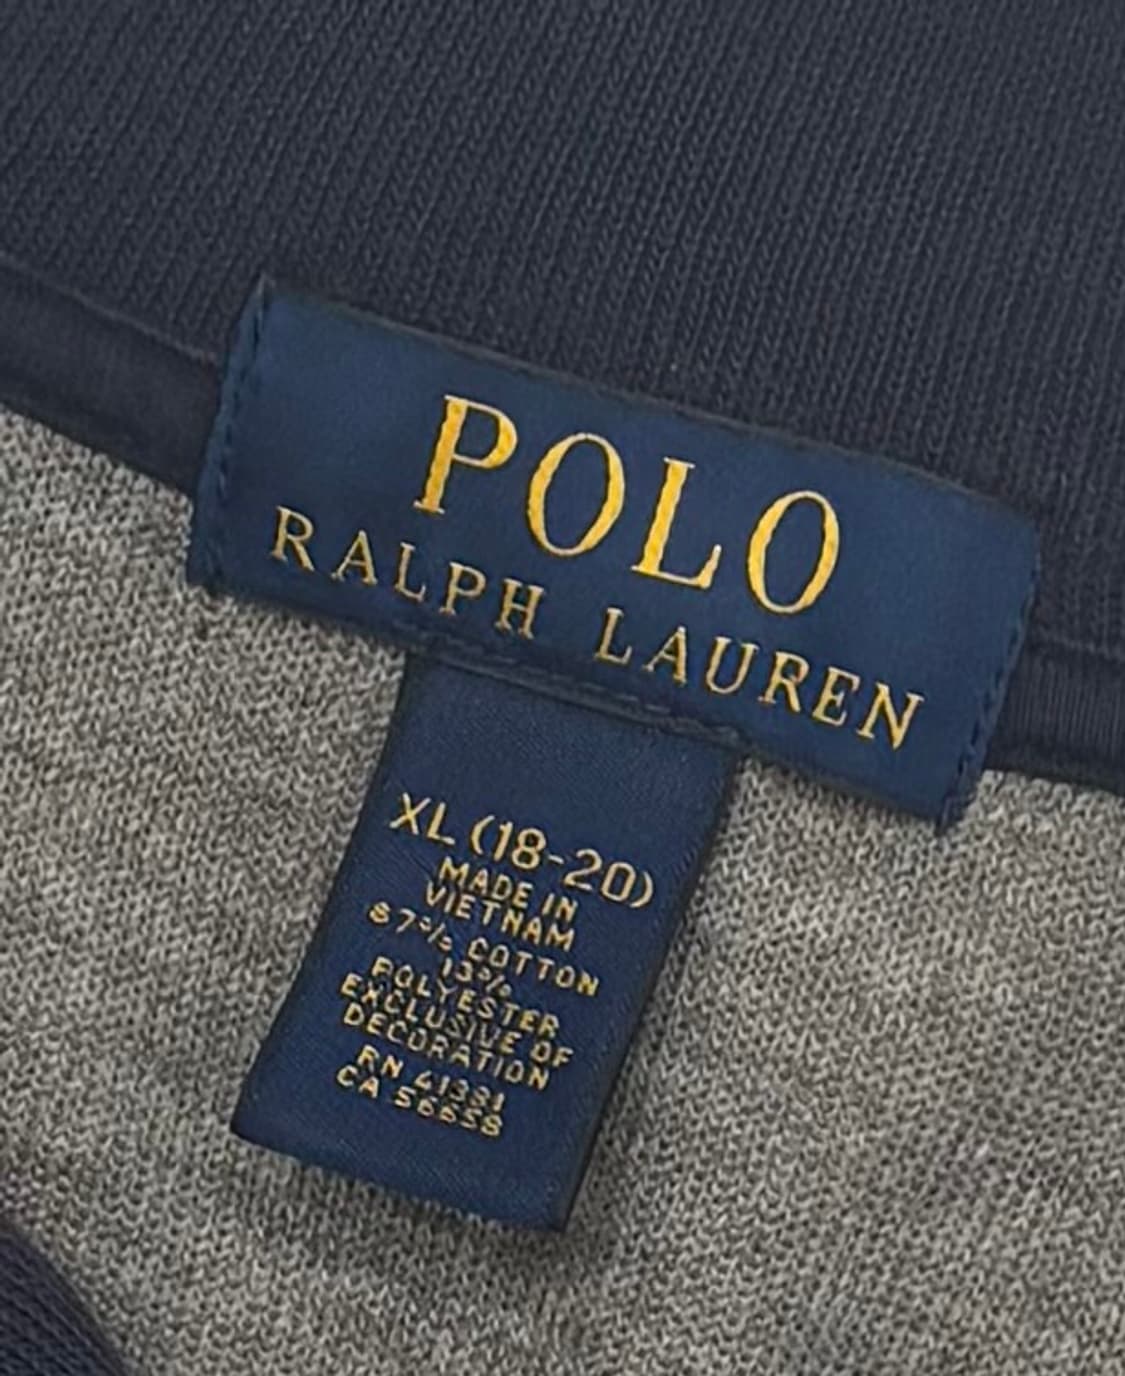 POLO
RALPH LAUREN
XL (18-20)
MADE IN
VIETNAM
87% COTTON
13%
POLYESTER
EXCLUSIVE OF
DECORATION
RN 41381
CA 56658